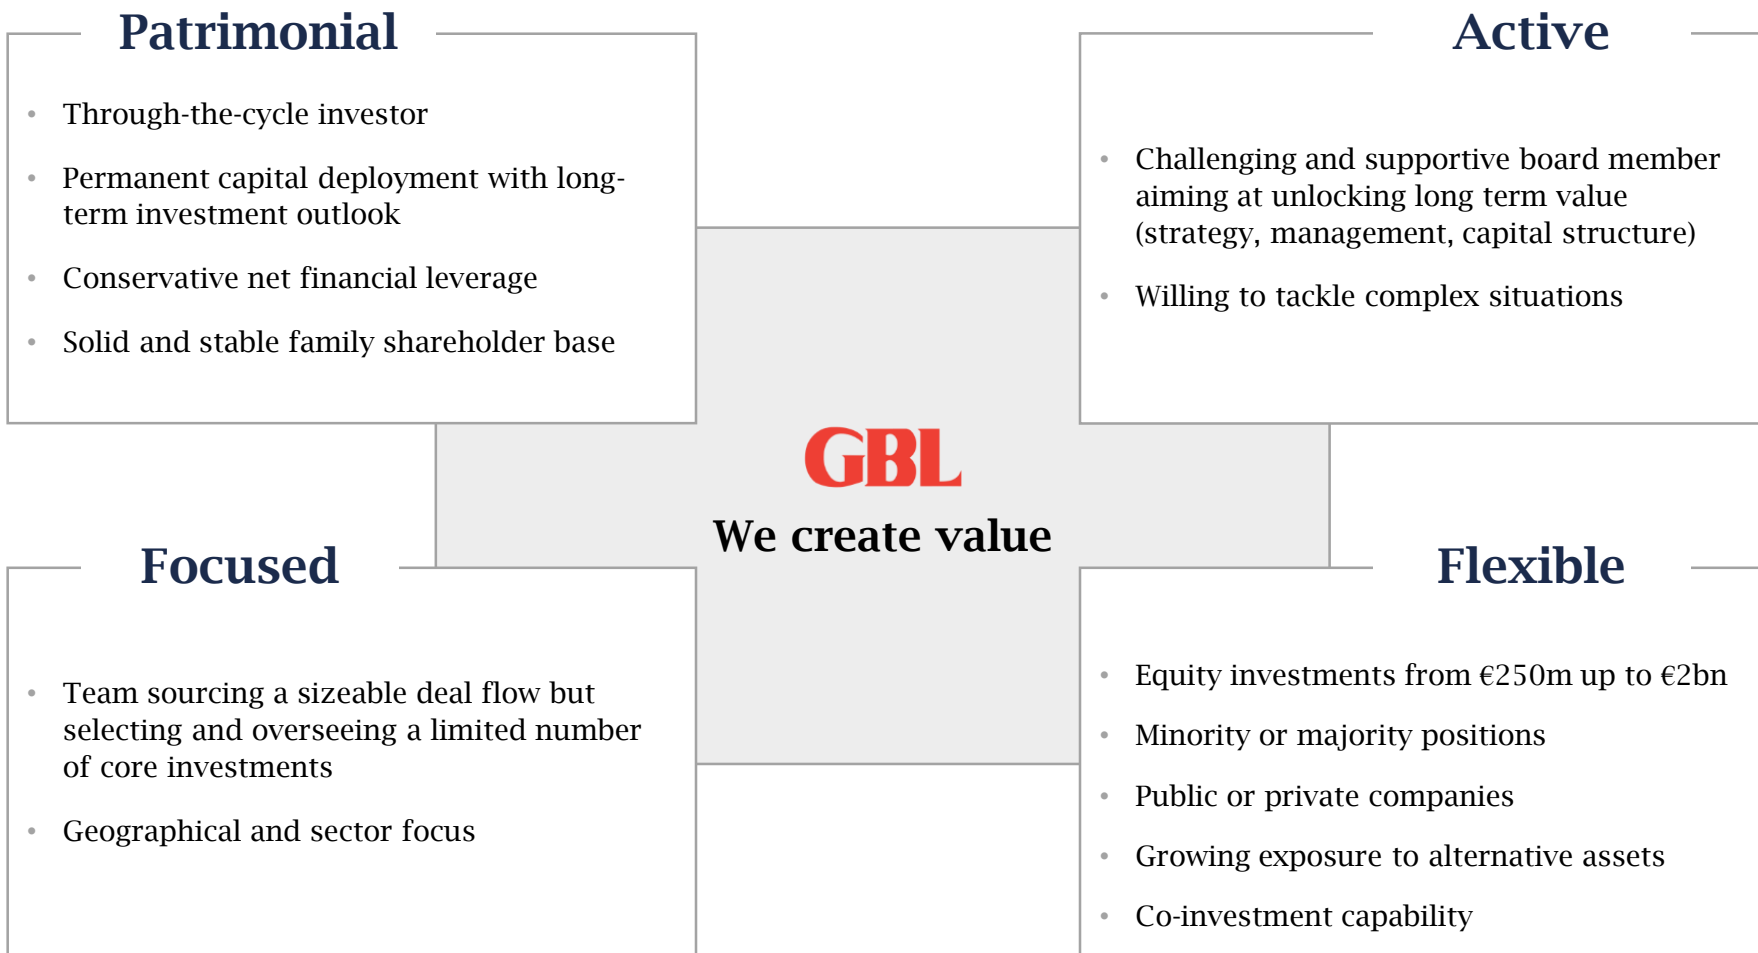 Patrimonial
• Through-the-cycle investor
• Permanent capital deployment with long-
term investment outlook
• Conservative net financial leverage
• Solid and stable family shareholder base
Active
• Challenging and supportive board member
aiming at unlocking long term value
(strategy, management, capital structure)
• Willing to tackle complex situations
GBL
We create value
Focused
• Team sourcing a sizeable deal flow but
selecting and overseeing a limited number
of core investments
• Geographical and sector focus
Flexible
• Equity investments from €250m up to €2bn
• Minority or majority positions
• Public or private companies
• Growing exposure to alternative assets
• Co-investment capability